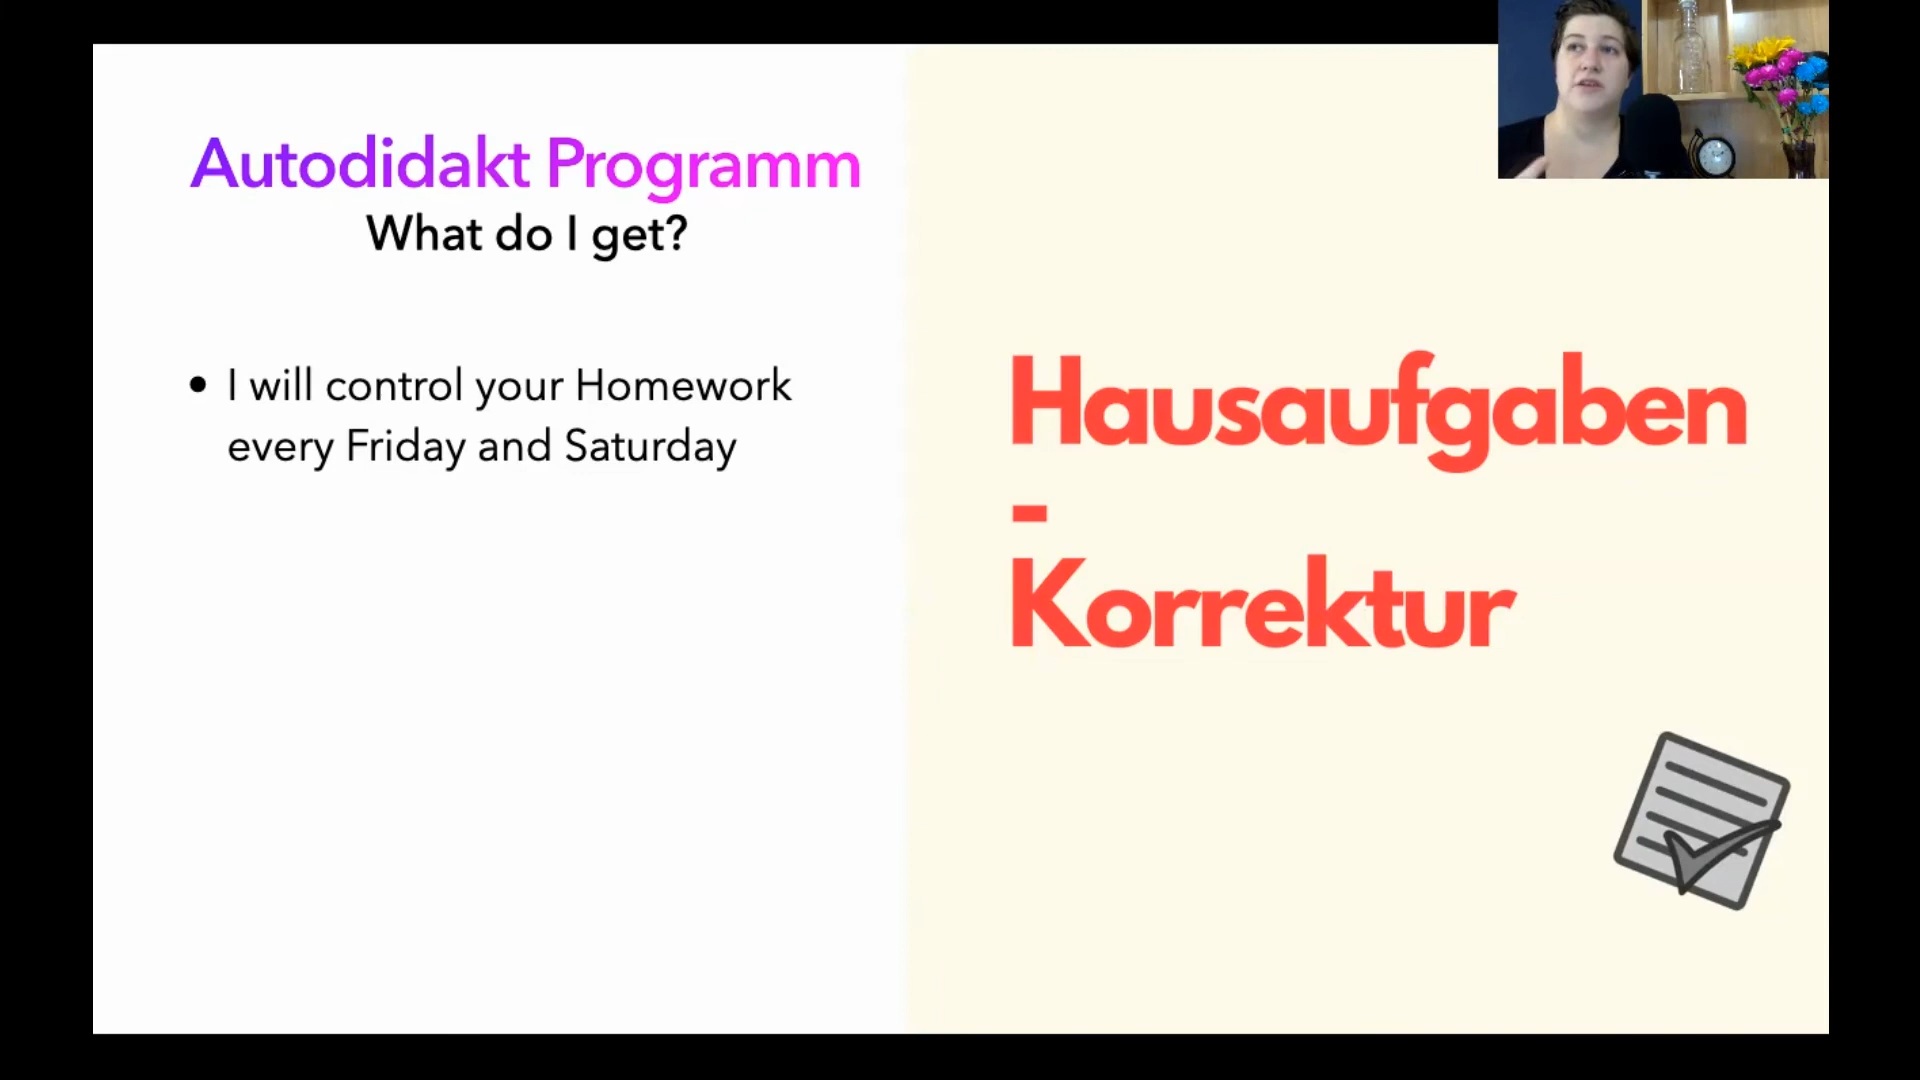 Autodidakt Programm
What do I get?
• I will control your Homework
every Friday and Saturday
Hausaufgaben
-
Korrektur